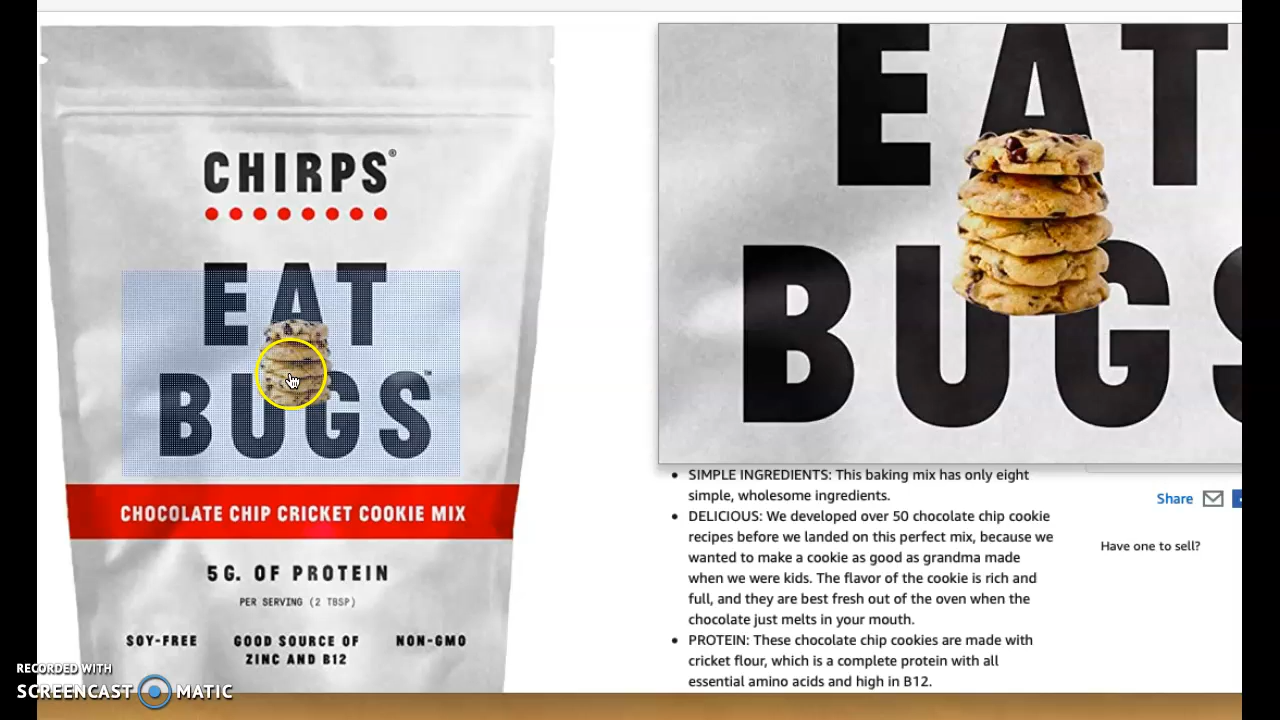 CHIRPS®
EAT
BUGS™
CHOCOLATE CHIP CRICKET COOKIE MIX
5G. OF PROTEIN
PER SERVING (2 TBSP)
SOY-FREE
GOOD SOURCE OF
ZINC AND B12
NON-GMO
EAT
BUGS
• SIMPLE INGREDIENTS: This baking mix has only eight
simple, wholesome ingredients.
• DELICIOUS: We developed over 50 chocolate chip cookie
recipes before we landed on this perfect mix, because we
wanted to make a cookie as good as grandma made
when we were kids. The flavor of the cookie is rich and
full, and they are best fresh out of the oven when the
chocolate just melts in your mouth.
• PROTEIN: These chocolate chip cookies are made with
cricket flour, which is a complete protein with all
essential amino acids and high in B12.
Share
Have one to sell?
RECORDED WITH
SCREENCAST MATIC